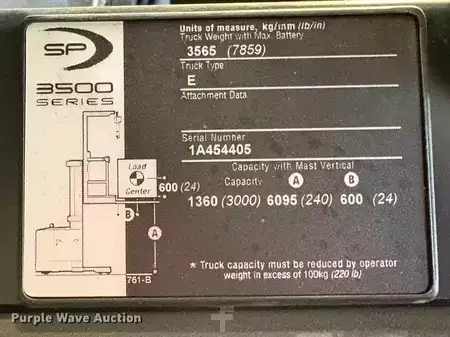 SP
3500
SERIES
Load
Center
600 (24)
B
A
761-B
Units of measure, kg/mm (lb/in)
Truck Weight with Max. Battery
3565 (7859)
Truck Type
E
Attachment Data
Serial Number
1A454405
Capacity with Mast Vertical
Capacity A B
1360 (3000) 6095 (240) 600 (24)
* Truck capacity must be reduced by operator
weight in excess of 100kg (220 lb)
Purple Wave Auction